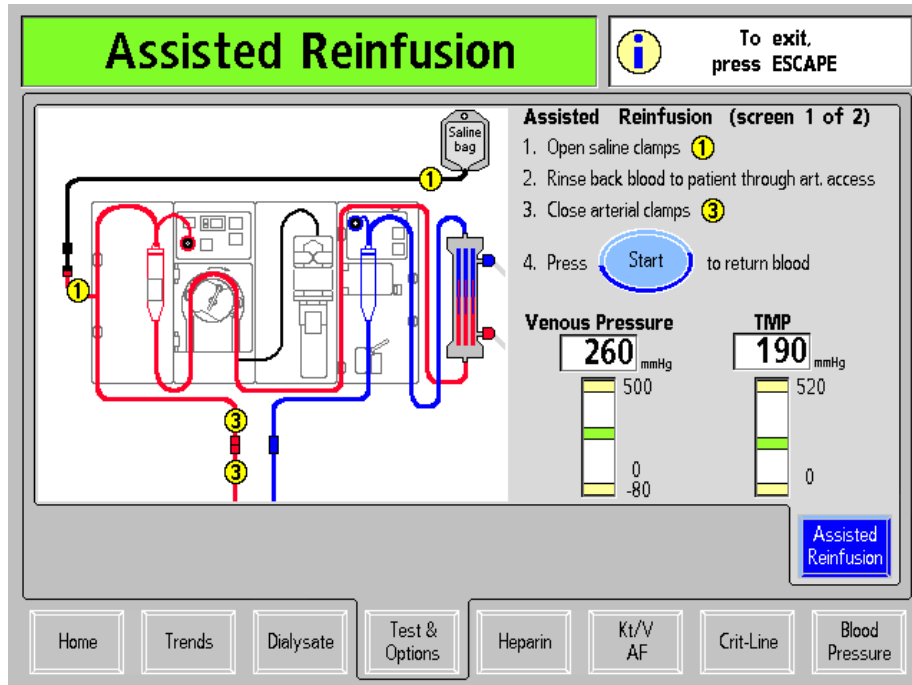 Assisted Reinfusion
i
To exit,
press ESCAPE
Saline
bag
1
1
3
3
Assisted Reinfusion (screen 1 of 2)
1. Open saline clamps 1
2. Rinse back blood to patient through art. access
3. Close arterial clamps 3
4. Press Start to return blood
Venous Pressure
260 mmHg
500
0
-80
TMP
190 mmHg
520
0
Assisted
Reinfusion
Home
Trends
Dialysate
Test &
Options
Heparin
Kt/V
AF
Crit-Line
Blood
Pressure